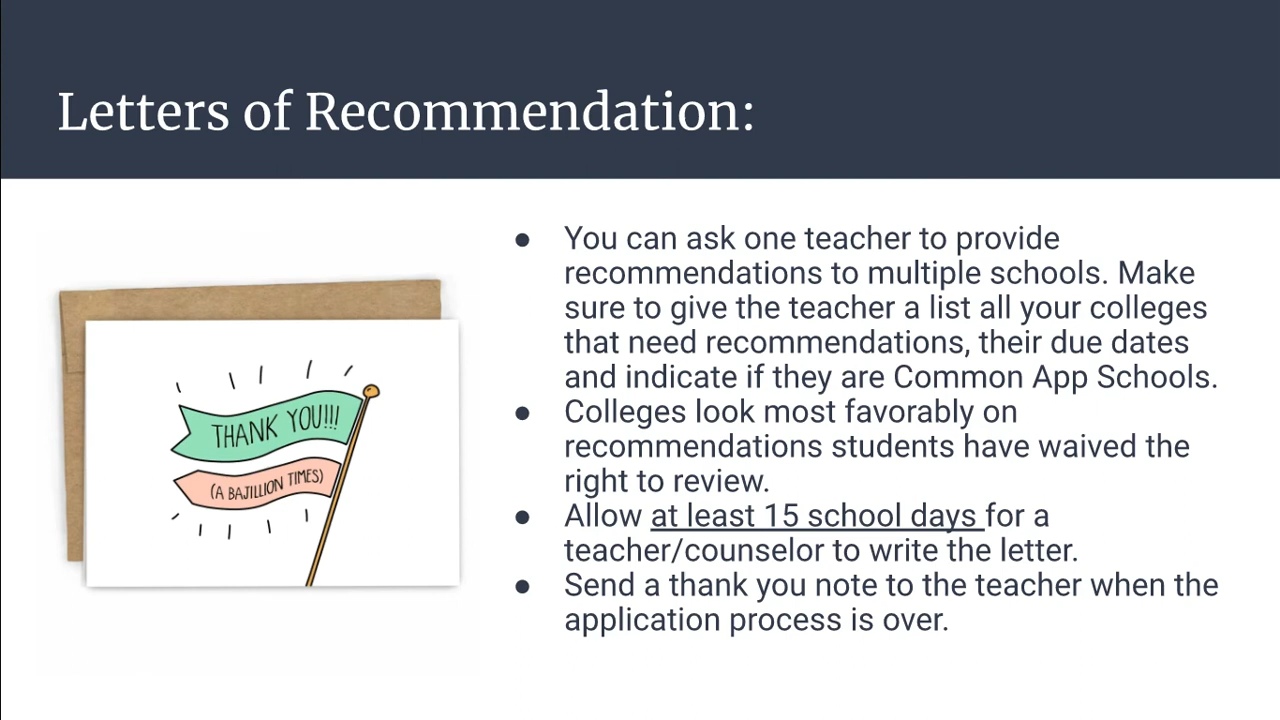 Letters of Recommendation:
● You can ask one teacher to provide
recommendations to multiple schools. Make
sure to give the teacher a list all your colleges
that need recommendations, their due dates
and indicate if they are Common App Schools.
● Colleges look most favorably on
recommendations students have waived the
right to review.
● Allow at least 15 school days for a
teacher/counselor to write the letter.
● Send a thank you note to the teacher when the
application process is over.
THANK YOU!!!
(A BAJILLION TIMES)